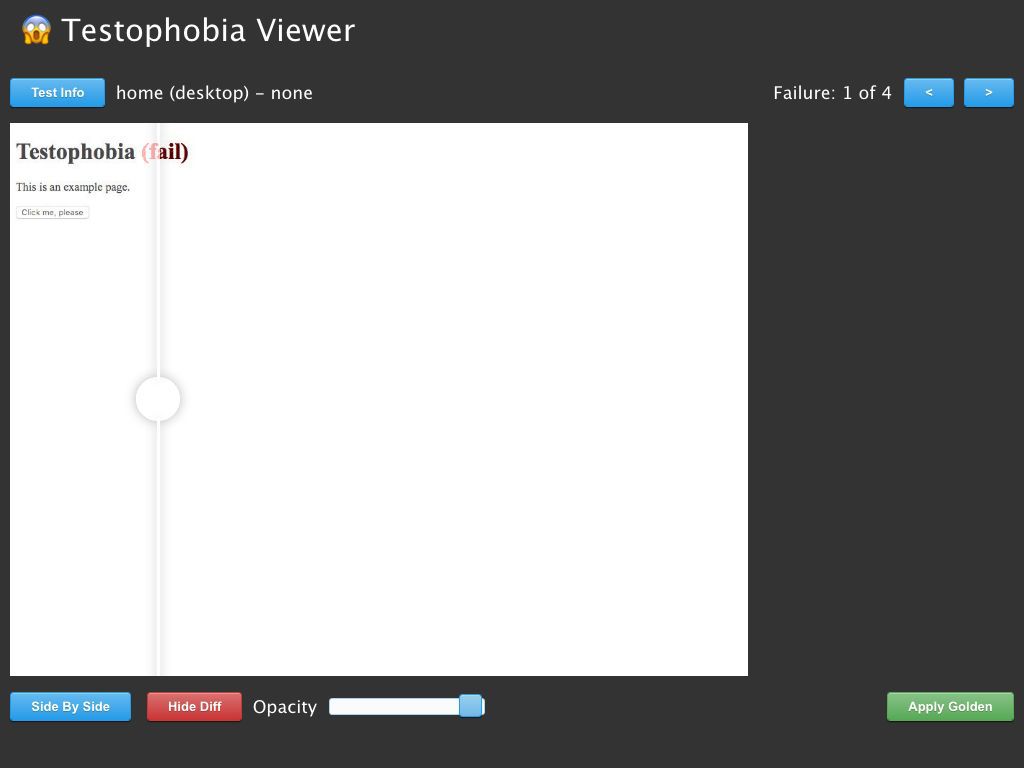 Testophobia Viewer
Test Info home (desktop) – none Failure: 1 of 4 < >
Testophobia (fail)
This is an example page.
Click me, please
Side By Side Hide Diff Opacity Apply Golden